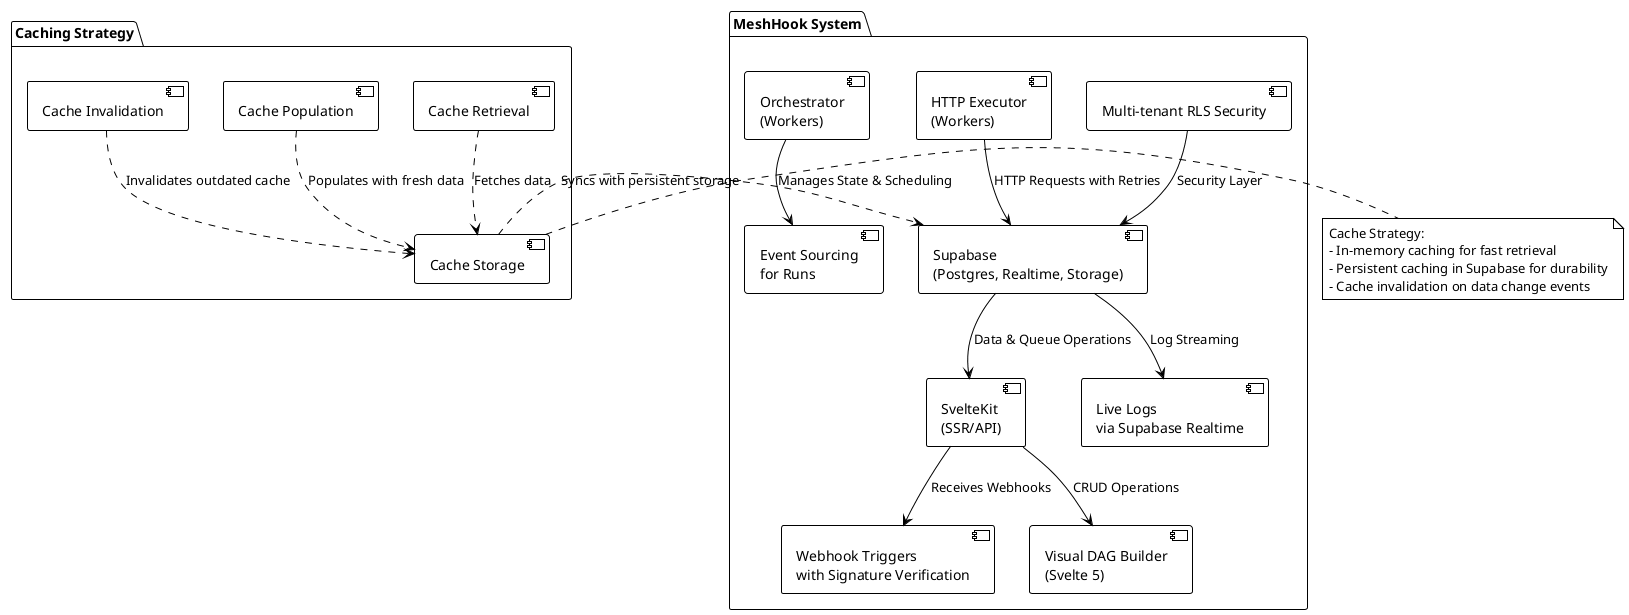 Caching Strategy
Cache Invalidation
Cache Population
Cache Retrieval
Invalidates outdated cache
Populates with fresh data
Fetches data
Syncs with persistent storage
Cache Storage
MeshHook System
Orchestrator
(Workers)
HTTP Executor
(Workers)
Multi-tenant RLS Security
Manages State & Scheduling
HTTP Requests with Retries
Security Layer
Event Sourcing
for Runs
Supabase
(Postgres, Realtime, Storage)
Cache Strategy:
- In-memory caching for fast retrieval
- Persistent caching in Supabase for durability
- Cache invalidation on data change events
Data & Queue Operations
Log Streaming
SvelteKit
(SSR/API)
Live Logs
via Supabase Realtime
Receives Webhooks
CRUD Operations
Webhook Triggers
with Signature Verification
Visual DAG Builder
(Svelte 5)